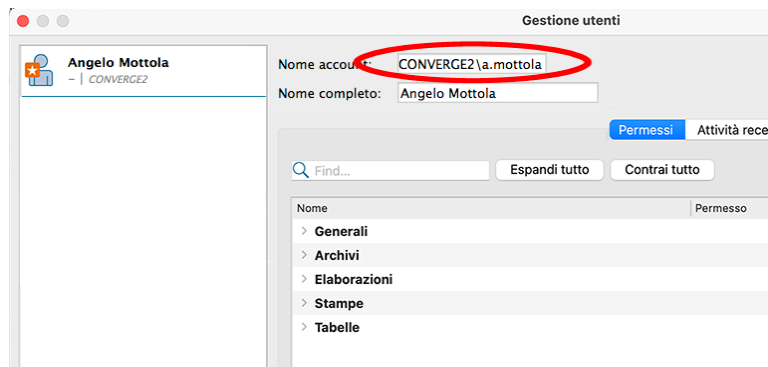 Gestione utenti
Angelo Mottola
– | CONVERGE2
Nome account: CONVERGE2\a.mottola
Nome completo: Angelo Mottola
Permessi Attività rece
Find... Espandi tutto Contrai tutto
Nome Permesso
Generali
Archivi
Elaborazioni
Stampe
Tabelle